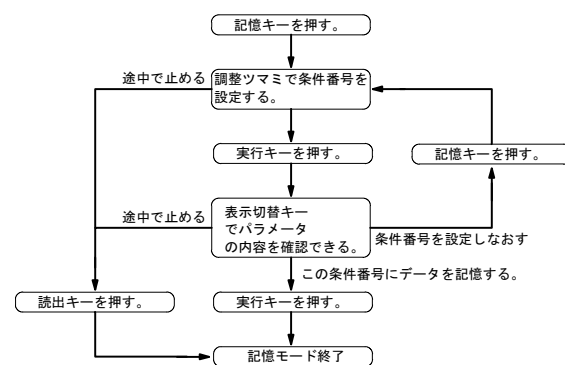 記憶キーを押す。
途中で止める
調整ツマミで条件番号を
設定する。
実行キーを押す。
記憶キーを押す。
途中で止める
表示切替キー
でパラメータ
の内容を確認できる。
条件番号を設定しなおす
この条件番号にデータを記憶する。
読出キーを押す。
実行キーを押す。
記憶モード終了